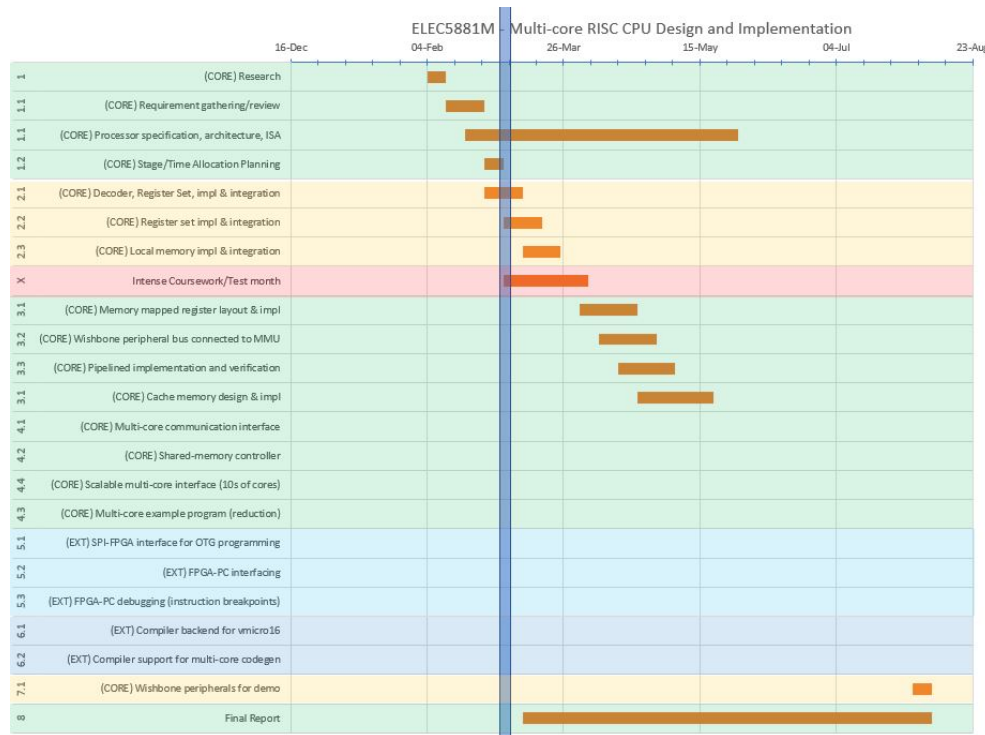 ELEC5881M - Multi-core RISC CPU Design and Implementation
16-Dec 04-Feb 26-Mar 15-May 04-Jul 23-Aug
1 (CORE) Research
1.1 (CORE) Requirement gathering/review
1.1 (CORE) Processor specification, architecture, ISA
1.2 (CORE) Stage/Time Allocation Planning
2.1 (CORE) Decoder, Register Set, impl & integration
2.2 (CORE) Register set impl & integration
2.3 (CORE) Local memory impl & integration
X Intense Coursework/Test month
3.1 (CORE) Memory mapped register layout & impl
3.2 (CORE) Wishbone peripheral bus connected to MMU
3.3 (CORE) Pipelined implementation and verification
3.1 (CORE) Cache memory design & impl
4.1 (CORE) Multi-core communication interface
4.2 (CORE) Shared-memory controller
4.4 (CORE) Scalable multi-core interface (10s of cores)
4.3 (CORE) Multi-core example program (reduction)
5.1 (EXT) SPI-FPGA interface for OTG programming
5.2 (EXT) FPGA-PC interfacing
5.3 (EXT) FPGA-PC debugging (instruction breakpoints)
6.1 (EXT) Compiler backend for vmicro16
6.2 (EXT) Compiler support for multi-core codegen
7.1 (CORE) Wishbone peripherals for demo
8 Final Report